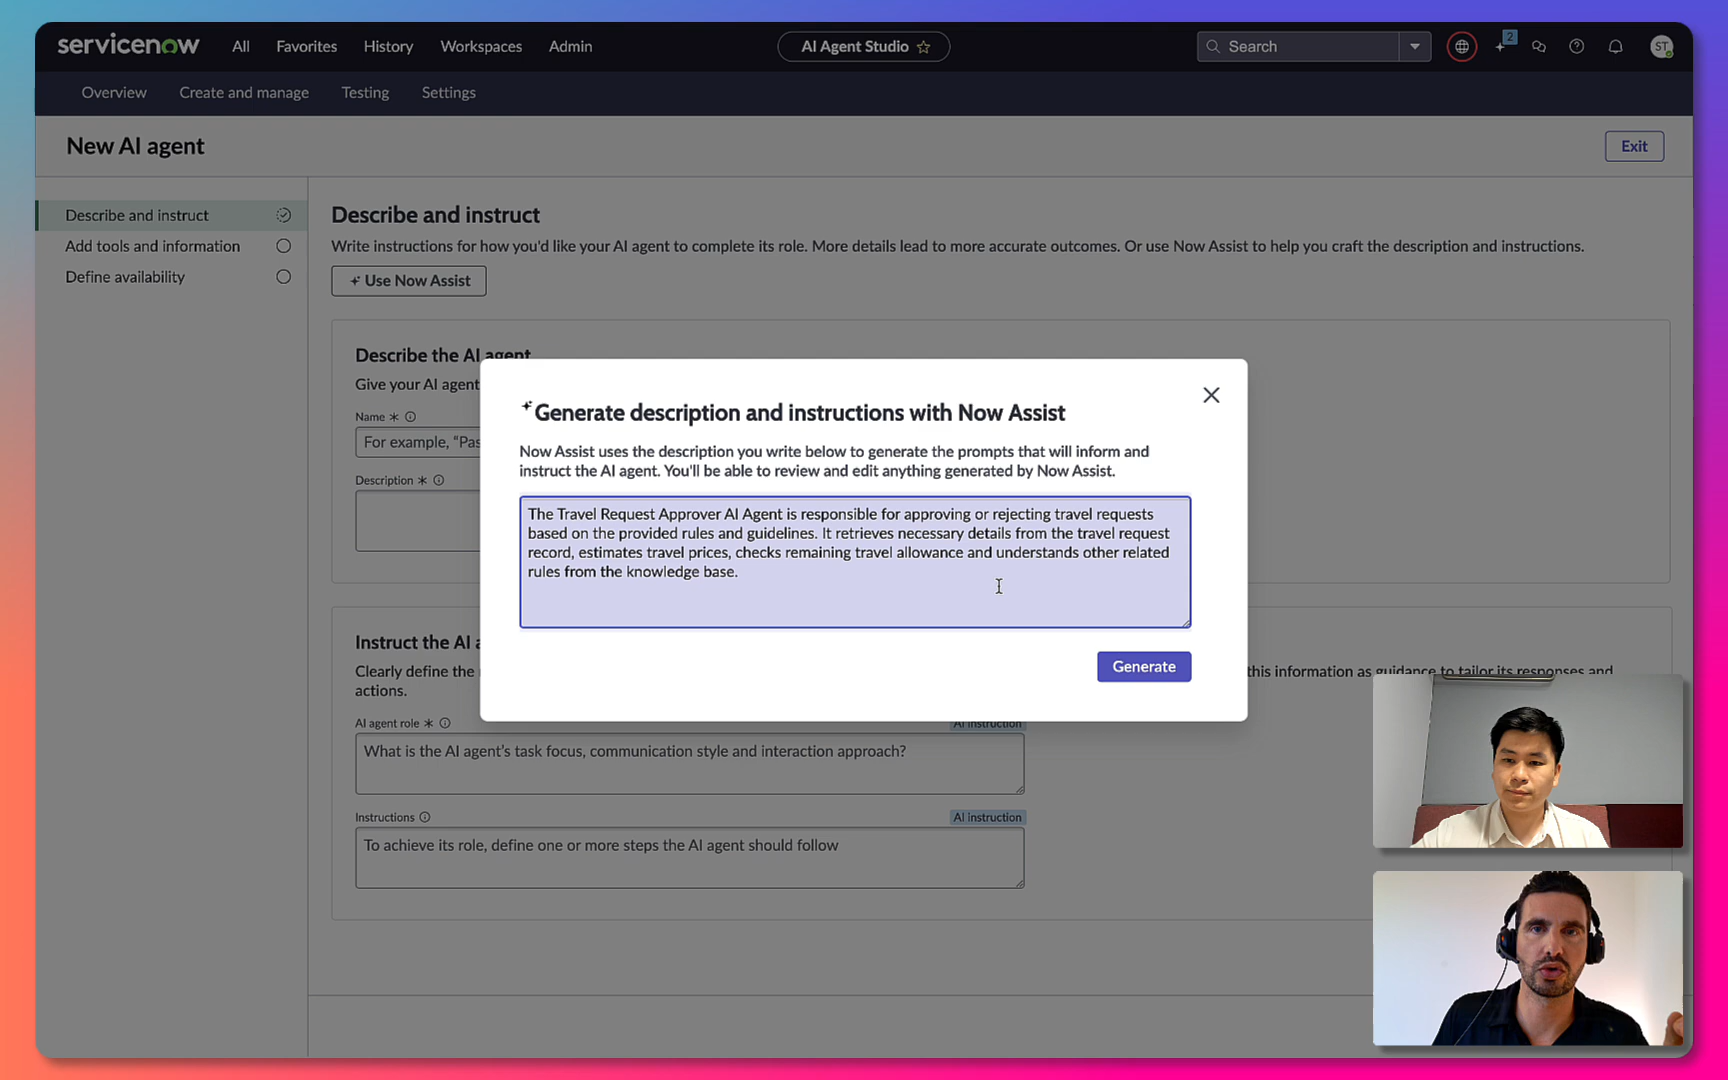 servicenow
All
Favorites
History
Workspaces
Admin
AI Agent Studio
Search
2
ST
Overview
Create and manage
Testing
Settings
New AI agent
Exit
Describe and instruct
Add tools and information
Define availability
Describe and instruct
Write instructions for how you'd like your AI agent to complete its role. More details lead to more accurate outcomes. Or use Now Assist to help you craft the description and instructions.
Use Now Assist
Describe the AI agent
Give your AI agent
Name *
For example, “Pas
Description *
Generate description and instructions with Now Assist
Now Assist uses the description you write below to generate the prompts that will inform and
instruct the AI agent. You'll be able to review and edit anything generated by Now Assist.
The Travel Request Approver AI Agent is responsible for approving or rejecting travel requests
based on the provided rules and guidelines. It retrieves necessary details from the travel request
record, estimates travel prices, checks remaining travel allowance and understands other related
rules from the knowledge base.
Generate
Instruct the AI a
Clearly define the
this information as guidance to tailor its responses and
actions.
AI agent role *
AI instruction
What is the AI agent's task focus, communication style and interaction approach?
Instructions
AI instruction
To achieve its role, define one or more steps the AI agent should follow